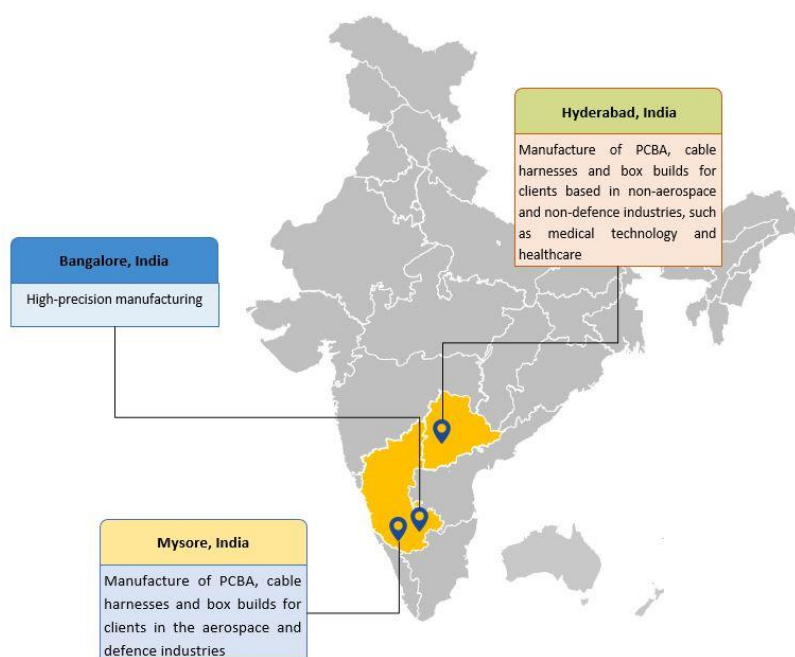 Hyderabad, India
Manufacture of PCBA, cable
harnesses and box builds for
clients based in non-aerospace
and non-defence industries, such
as medical technology and
healthcare
Bangalore, India
High-precision manufacturing
Mysore, India
Manufacture of PCBA, cable
harnesses and box builds for
clients in the aerospace and
defence industries